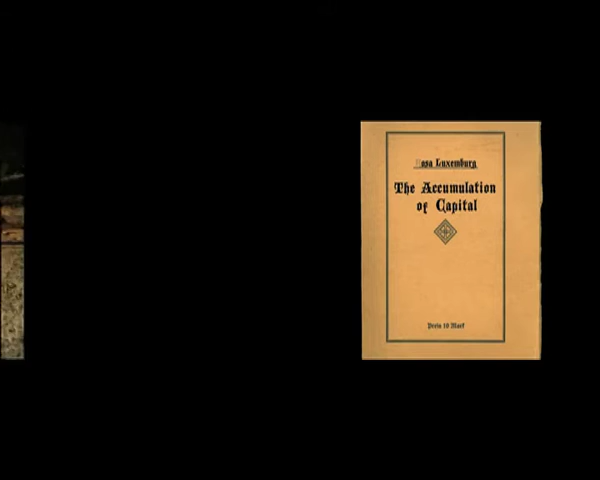 Rosa Luxemburg
The Accumulation
of Capital
Preis 10 Mark